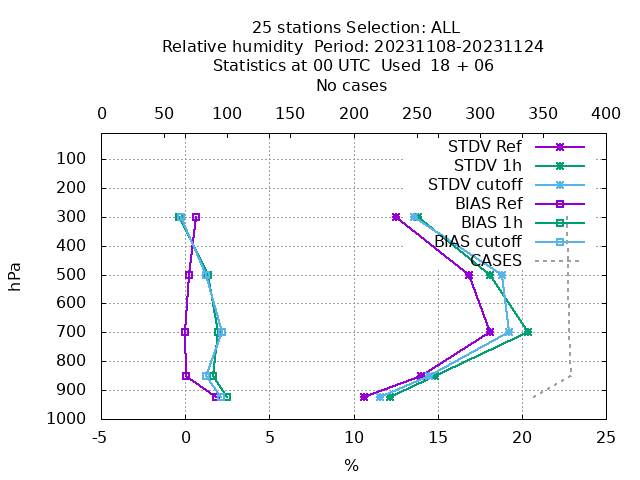 25 stations Selection: ALL
Relative humidity  Period: 20231108-20231124
Statistics at 00 UTC  Used  18 + 06
No cases
0 50 100 150 200 250 300 350 400
STDV Ref
STDV 1h
STDV cutoff
BIAS Ref
BIAS 1h
BIAS cutoff
CASES
100
200
300
400
500
600
700
800
900
1000
hPa
-5 0 5 10 15 20 25
%